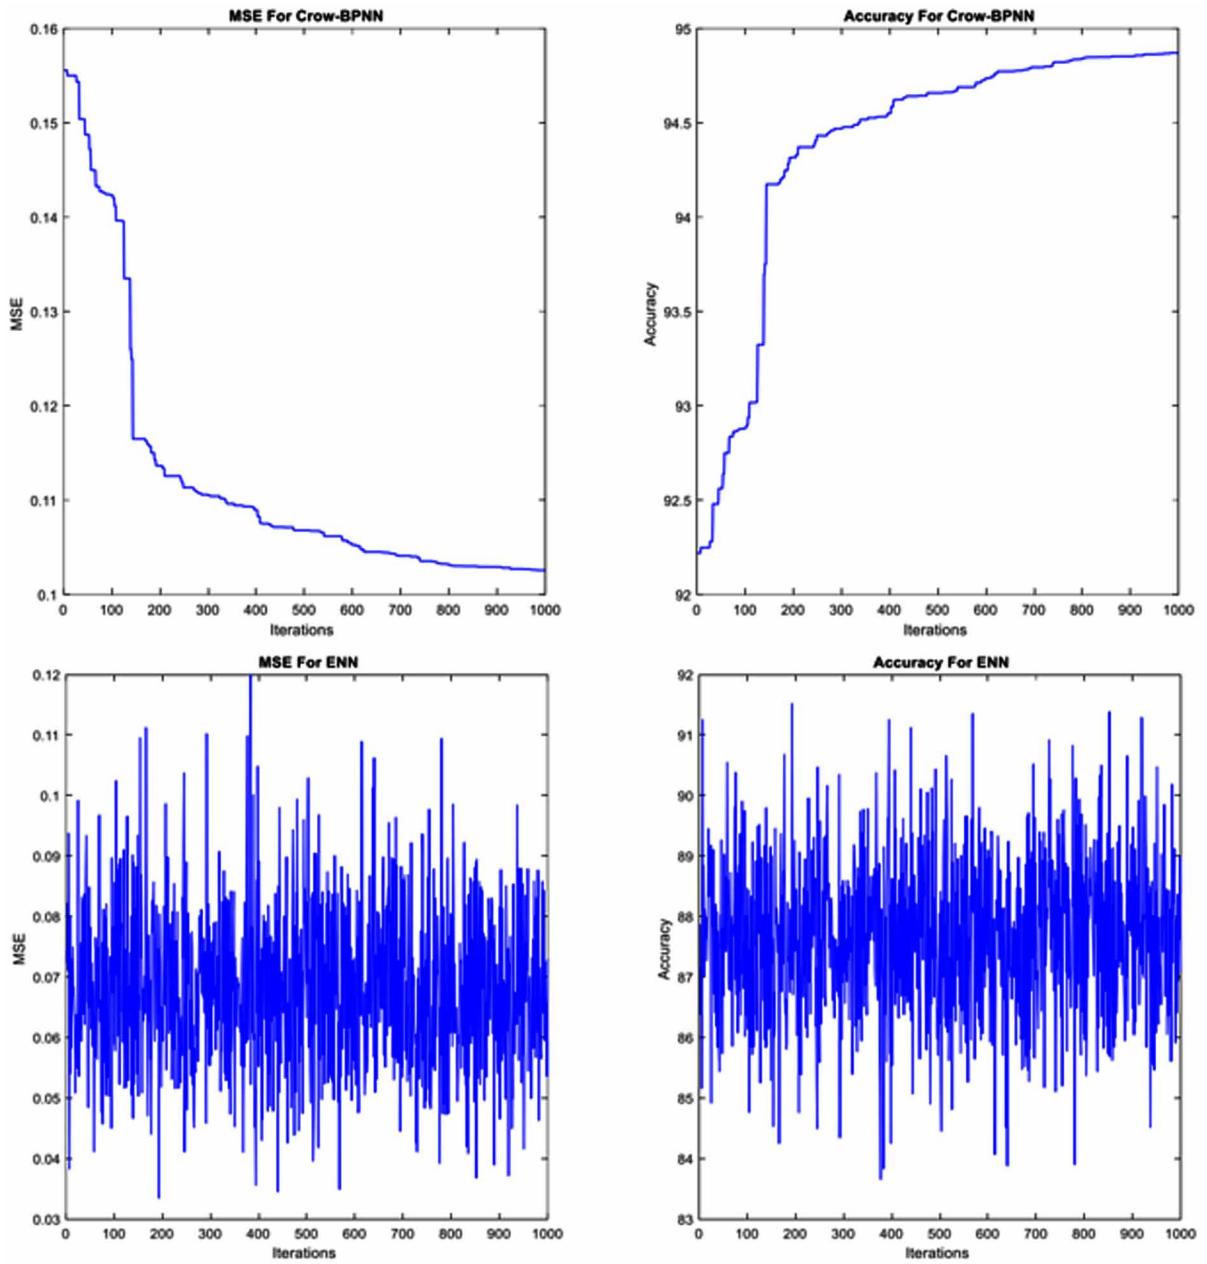 MSE For Crow-BPNN
0.16
0.15
0.14
0.13
0.12
0.11
0.1
MSE
0 100 200 300 400 500 600 700 800 900 1000
Iterations
Accuracy For Crow-BPNN
95
94.5
94
93.5
93
92.5
92
Accuracy
0 100 200 300 400 500 600 700 800 900 1000
Iterations
MSE For ENN
0.12
0.11
0.1
0.09
0.08
0.07
0.06
0.05
0.04
0.03
MSE
0 100 200 300 400 500 600 700 800 900 1000
Iterations
Accuracy For ENN
92
91
90
89
88
87
86
85
84
83
Accuracy
0 100 200 300 400 500 600 700 800 900 1000
Iterations